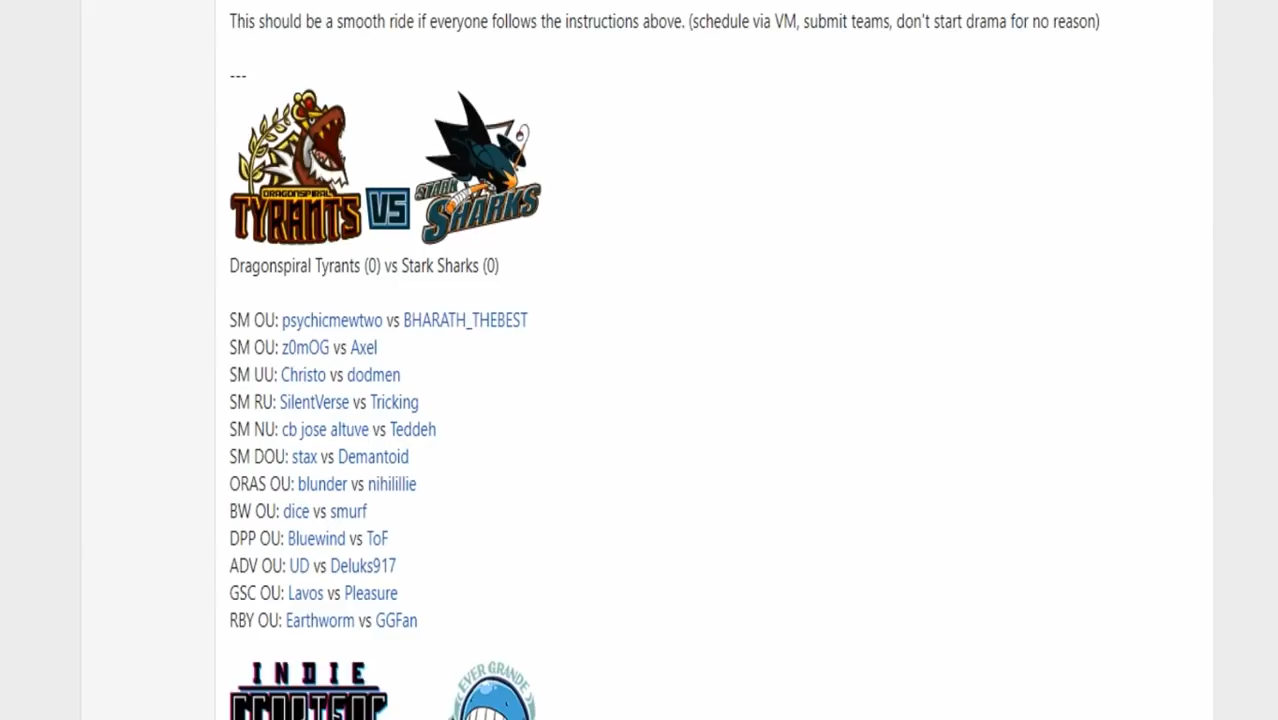 This should be a smooth ride if everyone follows the instructions above. (schedule via VM, submit teams, don't start drama for no reason)
---
DRAGONSPIRAL
TYRANTS
VS
STARK
SHARKS
Dragonspiral Tyrants (0) vs Stark Sharks (0)
SM OU: psychicmewtwo vs BHARATH_THEBEST
SM OU: z0mOG vs Axel
SM UU: Christo vs dodmen
SM RU: SilentVerse vs Tricking
SM NU: cb jose altuve vs Teddeh
SM DOU: stax vs Demantoid
ORAS OU: blunder vs nihilillie
BW OU: dice vs smurf
DPP OU: Bluewind vs ToF
ADV OU: UD vs Deluks917
GSC OU: Lavos vs Pleasure
RBY OU: Earthworm vs GGFan
INDIE
EVER GRANDE